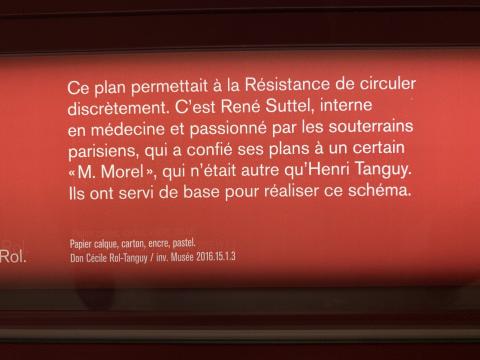 Ce plan permettait à la Résistance de circuler
discrètement. C'est René Suttel, interne
en médecine et passionné par les souterrains
parisiens, qui a confié ses plans à un certain
« M. Morel », qui n'était autre qu'Henri Tanguy.
Ils ont servi de base pour réaliser ce schéma.
Rol.
Papier calque, carton, encre, pastel.
Don Cécile Rol-Tanguy / inv. Musée 2016.15.1.3